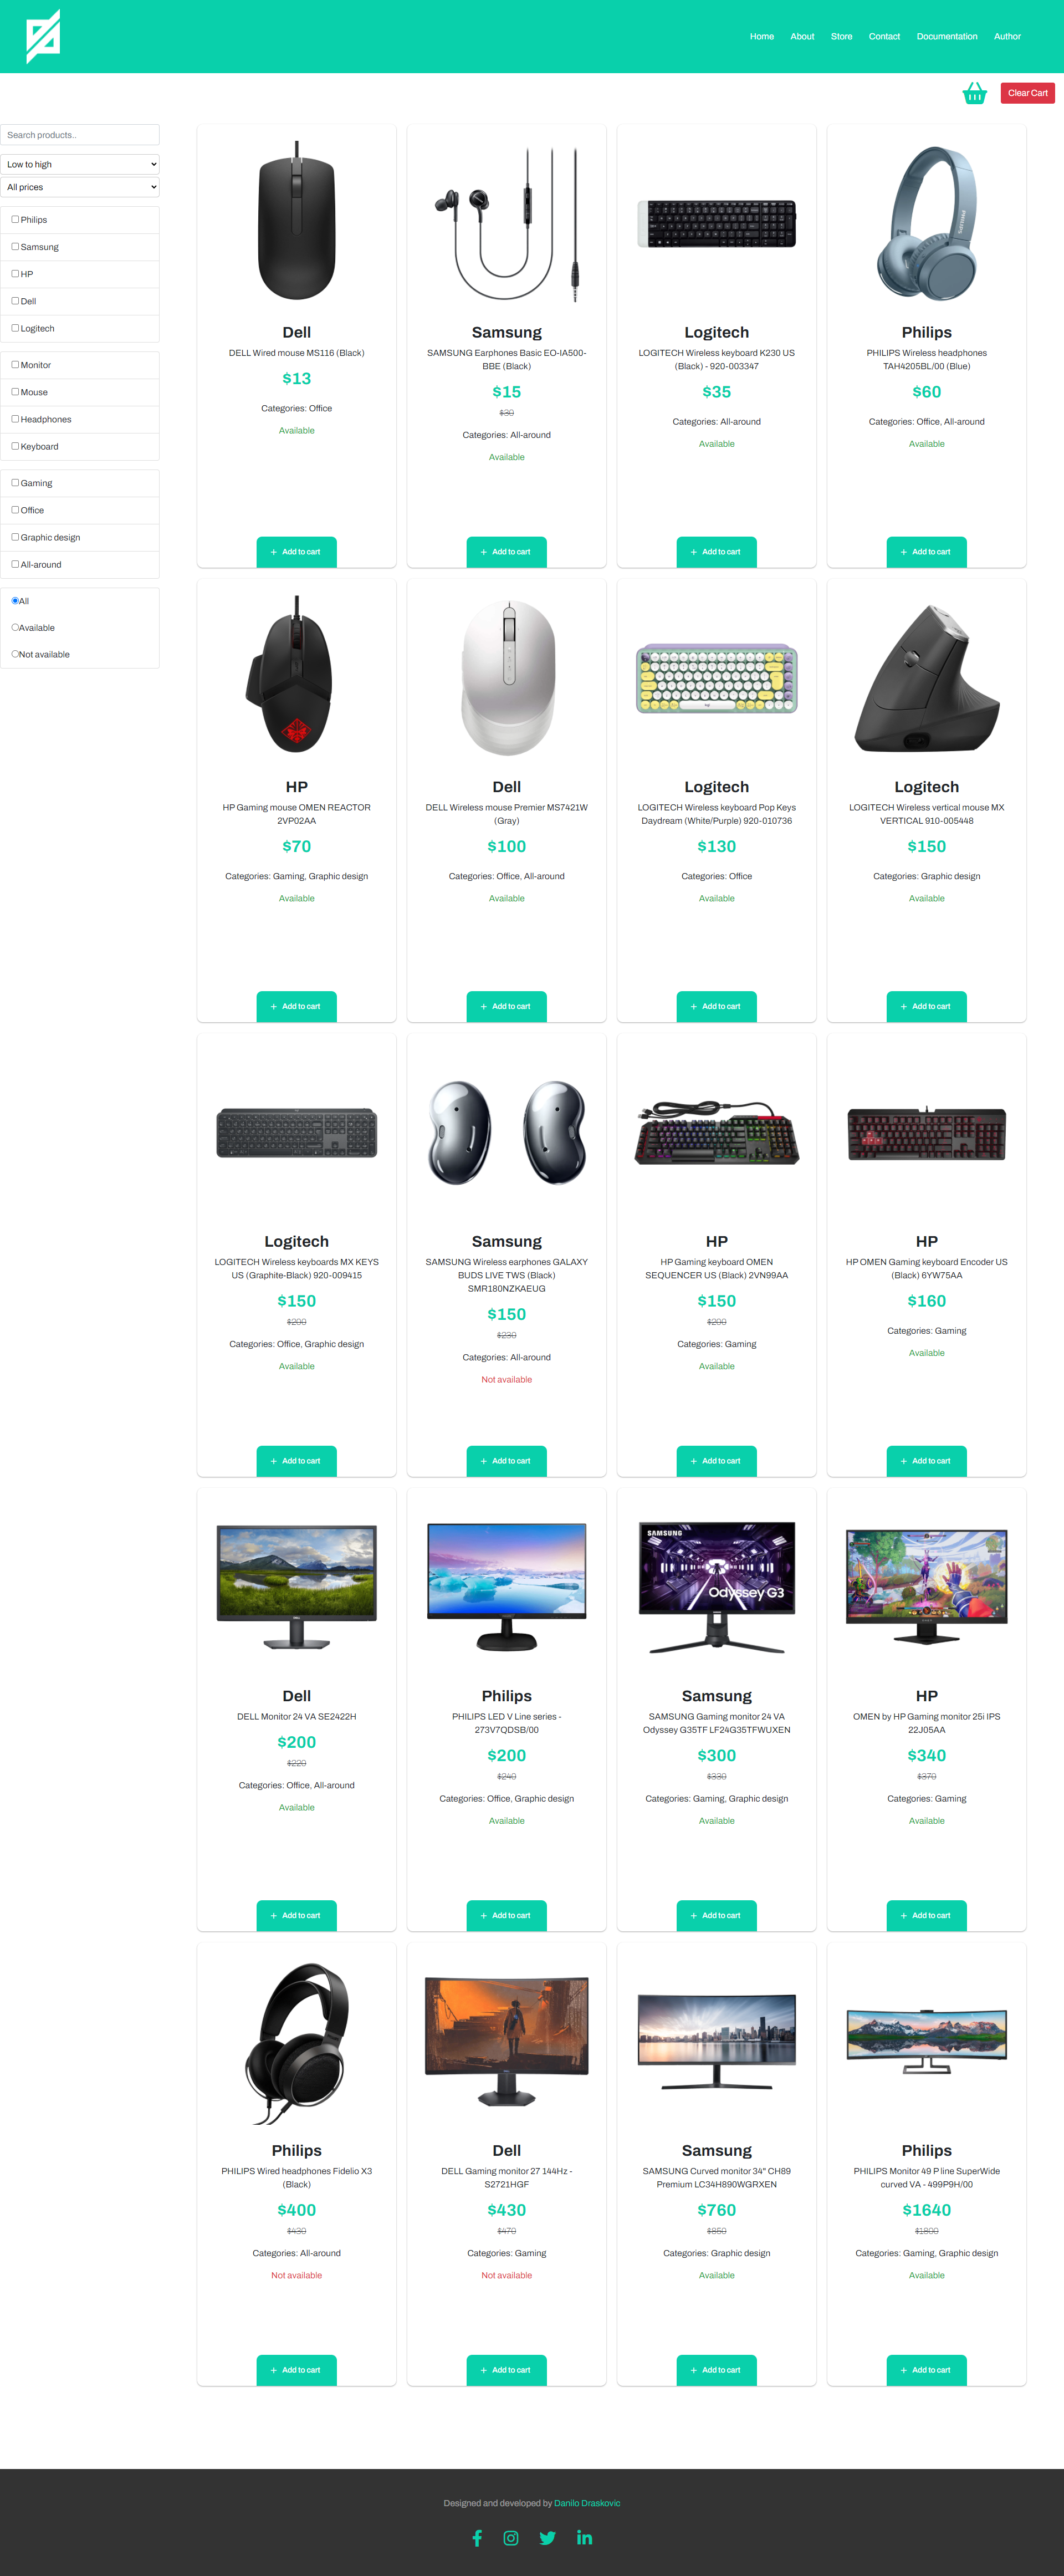 Home About Store Contact Documentation Author
Clear Cart
Search products..
Low to high
All prices
Philips
Samsung
HP
Dell
Logitech
Monitor
Mouse
Headphones
Keyboard
Gaming
Office
Graphic design
All-around
All
Available
Not available
Dell
DELL Wired mouse MS116 (Black)
$13
Categories: Office
Available
Add to cart
Samsung
SAMSUNG Earphones Basic EO-IA500-
BBE (Black)
$15
$30
Categories: All-around
Available
Add to cart
Logitech
LOGITECH Wireless keyboard K230 US
(Black) - 920-003347
$35
Categories: All-around
Available
Add to cart
PHILIPS
Philips
PHILIPS Wireless headphones
TAH4205BL/00 (Blue)
$60
Categories: Office, All-around
Available
Add to cart
HP
HP Gaming mouse OMEN REACTOR
2VP02AA
$70
Categories: Gaming, Graphic design
Available
Add to cart
Dell
DELL Wireless mouse Premier MS7421W
(Gray)
$100
Categories: Office, All-around
Available
Add to cart
Logitech
LOGITECH Wireless keyboard Pop Keys
Daydream (White/Purple) 920-010736
$130
Categories: Office
Available
Add to cart
Logitech
LOGITECH Wireless vertical mouse MX
VERTICAL 910-005448
$150
Categories: Graphic design
Available
Add to cart
Logitech
LOGITECH Wireless keyboards MX KEYS
US (Graphite-Black) 920-009415
$150
$200
Categories: Office, Graphic design
Available
Add to cart
Samsung
SAMSUNG Wireless earphones GALAXY
BUDS LIVE TWS (Black)
SMR180NZKAEUG
$150
$230
Categories: All-around
Not available
Add to cart
HP
HP Gaming keyboard OMEN
SEQUENCER US (Black) 2VN99AA
$150
$200
Categories: Gaming
Available
Add to cart
HP
HP OMEN Gaming keyboard Encoder US
(Black) 6YW75AA
$160
Categories: Gaming
Available
Add to cart
Dell
DELL Monitor 24 VA SE2422H
$200
$220
Categories: Office, All-around
Available
Add to cart
Philips
PHILIPS LED V Line series -
273V7QDSB/00
$200
$240
Categories: Office, Graphic design
Available
Add to cart
SAMSUNG
Odyssey G3
Samsung
SAMSUNG Gaming monitor 24 VA
Odyssey G35TF LF24G35TFWUXEN
$300
$330
Categories: Gaming, Graphic design
Available
Add to cart
HP
OMEN by HP Gaming monitor 25i IPS
22J05AA
$340
$370
Categories: Gaming
Available
Add to cart
Philips
PHILIPS Wired headphones Fidelio X3
(Black)
$400
$430
Categories: All-around
Not available
Add to cart
Dell
DELL Gaming monitor 27 144Hz -
S2721HGF
$430
$470
Categories: Gaming
Not available
Add to cart
Samsung
SAMSUNG Curved monitor 34" CH89
Premium LC34H890WGRXEN
$760
$850
Categories: Graphic design
Available
Add to cart
Philips
PHILIPS Monitor 49 P line SuperWide
curved VA - 499P9H/00
$1640
$1800
Categories: Gaming, Graphic design
Available
Add to cart
Designed and developed by Danilo Draskovic